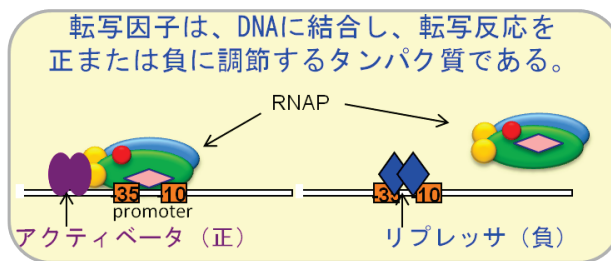 転写因子は、DNAに結合し、転写反応を
正または負に調節するタンパク質である。
RNAP
-35
-10
promoter
-10
アクティベータ（正）
リプレッサ（負）